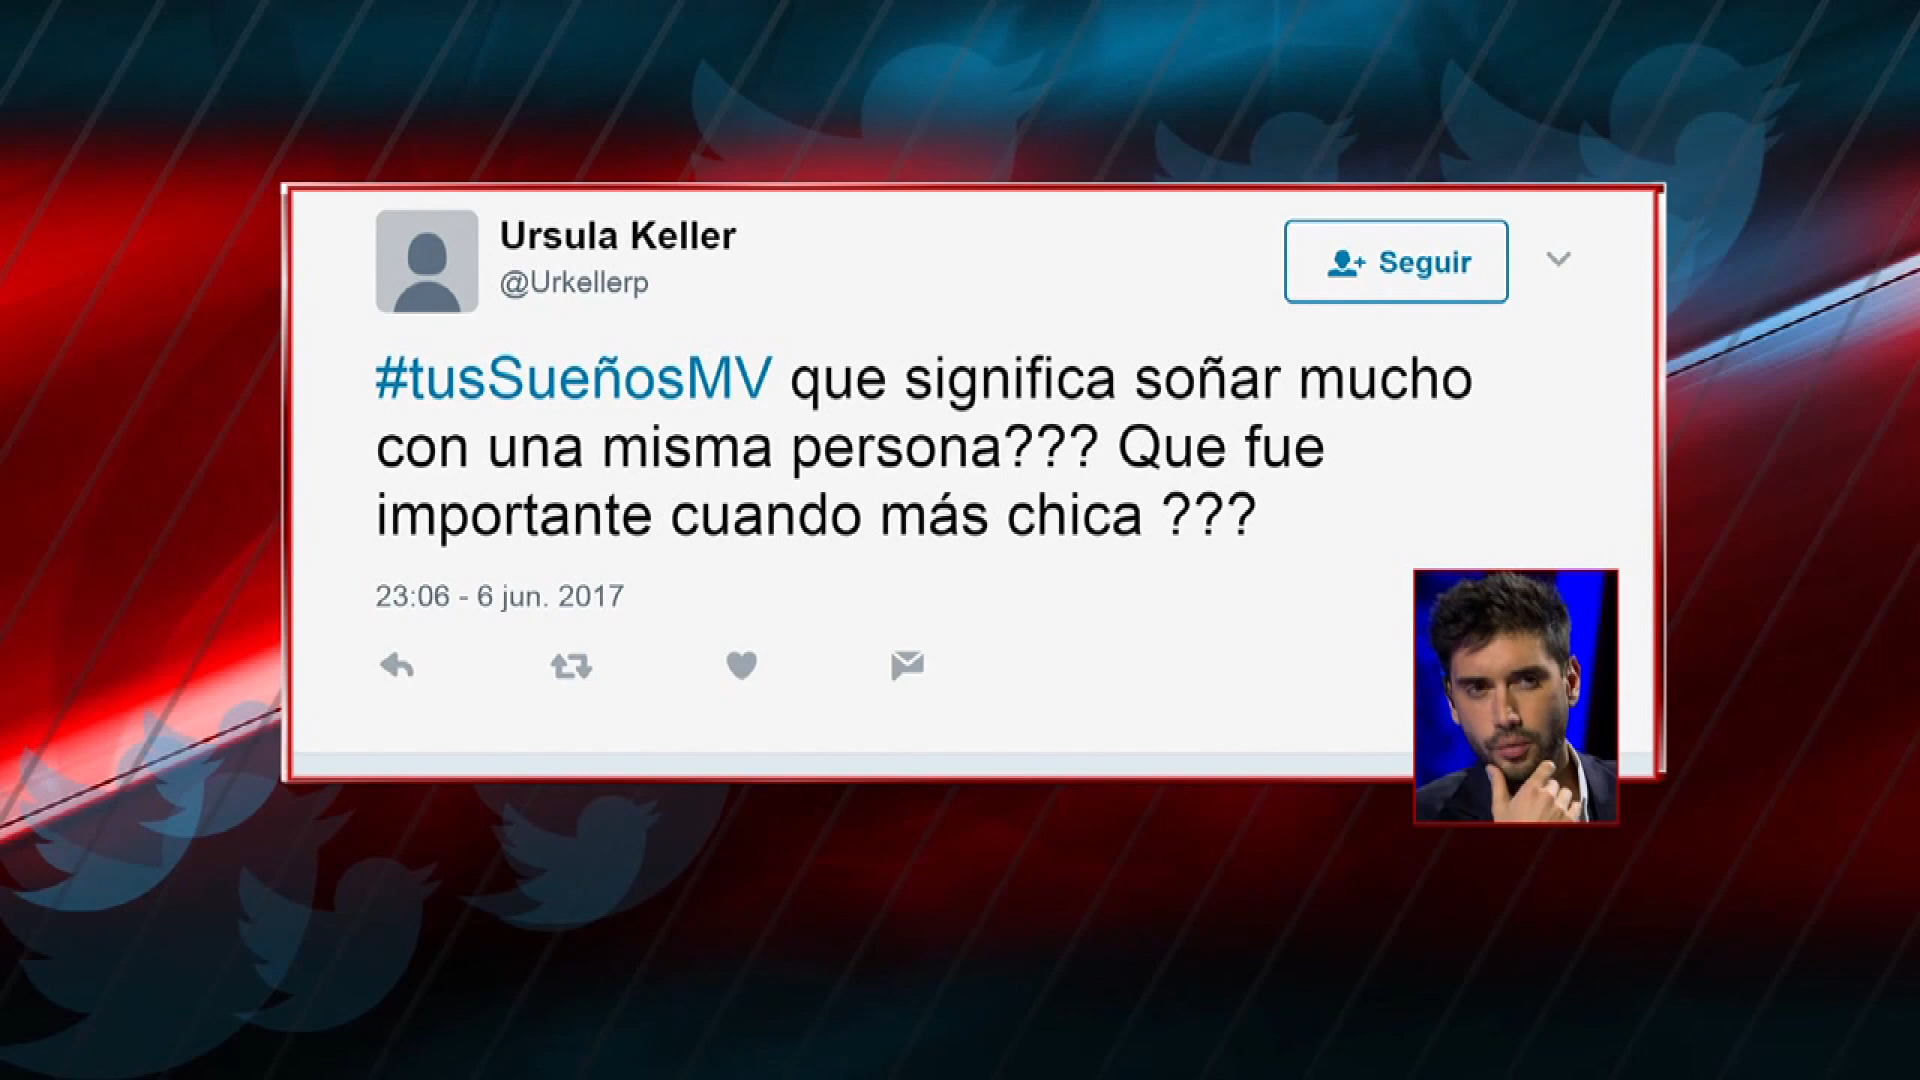 Ursula Keller
@Urkellerp
Seguir
#tusSueñosMV que significa soñar mucho
con una misma persona??? Que fue
importante cuando más chica ???
23:06 - 6 jun. 2017